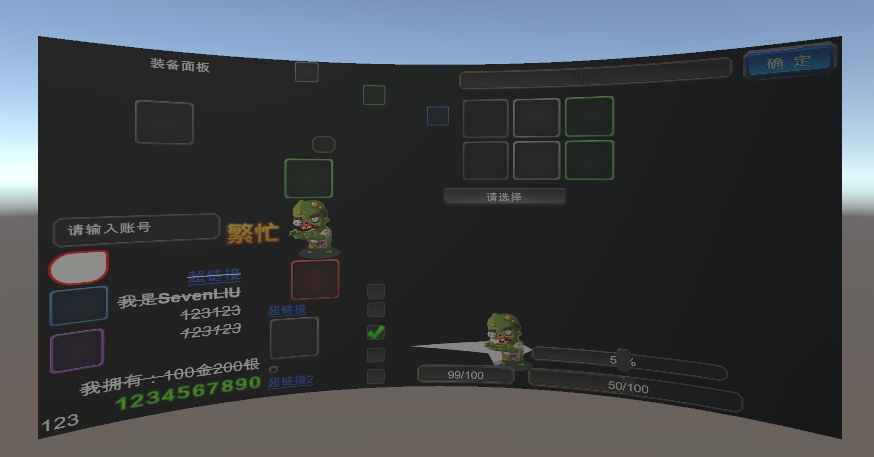 装备面板
100%
确 定
请选择
请输入账号
繁忙
超链接
我是SevenLIU
123123
超链接
123123
5 %
我拥有：100金200银
99/100
超链接2
50/100
1234567890
123